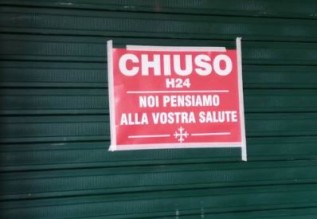 CHIUSO
H24
NOI PENSIAMO
ALLA VOSTRA SALUTE